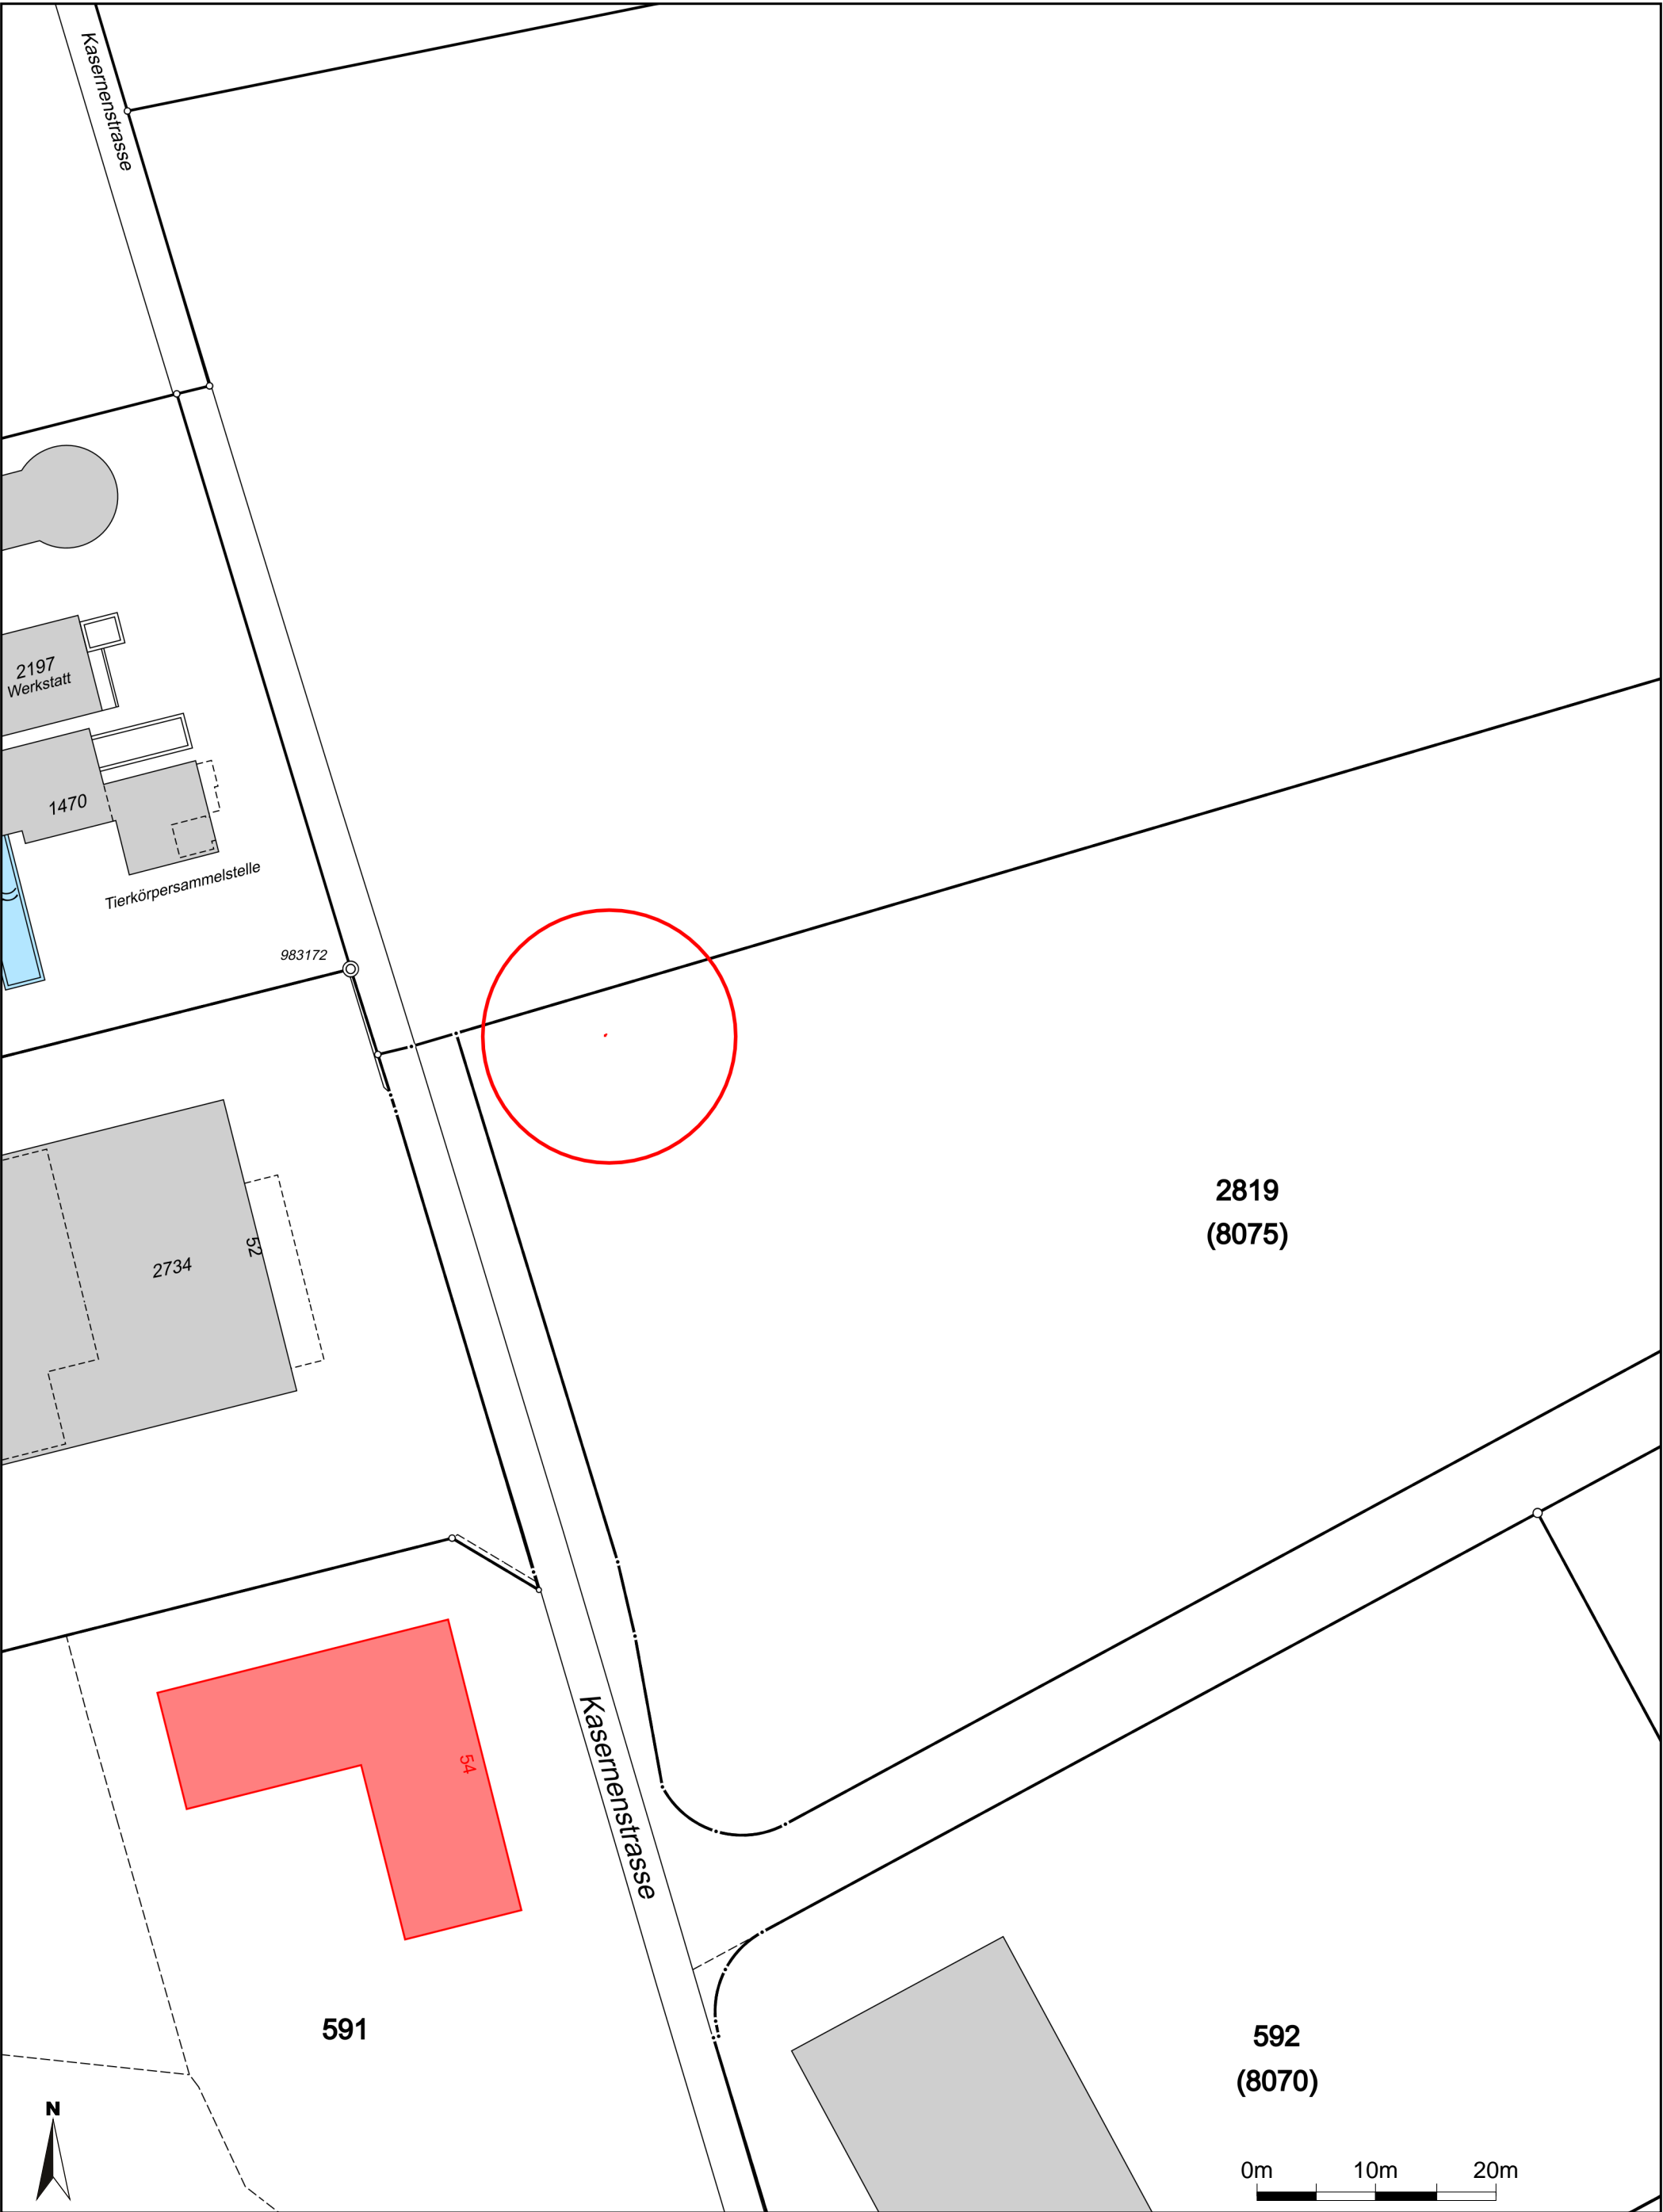 Kasernenstrasse
2197
Werkstatt
1470
Tierkörpersammelstelle
983172
2819
(8075)
52
2734
54
Kasernenstrasse
591
592
(8070)
N
0m 10m 20m